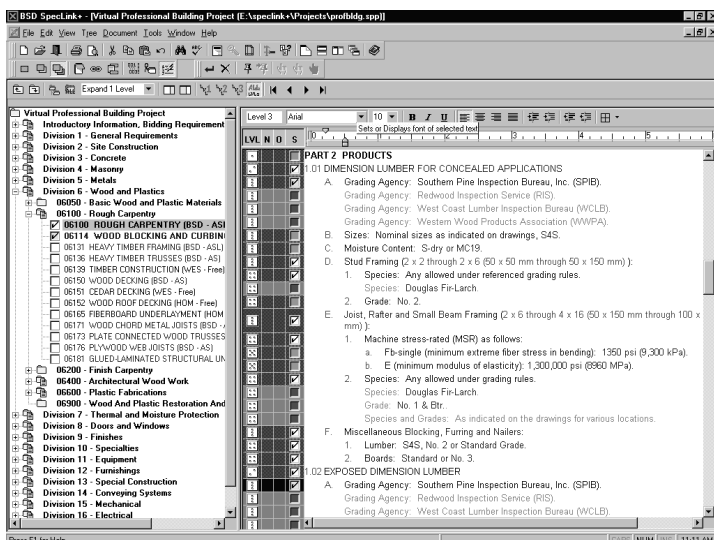 BSD SpecLink+ - [Virtual Professional Building Project (E:\speclink+\Projects\profbldg.spp)]
File Edit View Tree Document Tools Window Help
Expand 1 Level
Virtual Professional Building Project
Introductory Information, Bidding Requirement
Division 1 - General Requirements
Division 2 - Site Construction
Division 3 - Concrete
Division 4 - Masonry
Division 5 - Metals
Division 6 - Wood and Plastics
06050 - Basic Wood and Plastic Materials
06100 - Rough Carpentry
06100 ROUGH CARPENTRY (BSD - ASL
06114 WOOD BLOCKING AND CURBIN
06131 HEAVY TIMBER FRAMING (BSD - ASL)
06136 HEAVY TIMBER TRUSSES (BSD - AS)
06139 TIMBER CONSTRUCTION (WES - Free)
06150 WOOD DECKING (BSD - AS)
06151 CEDAR DECKING (WES - Free)
06152 WOOD ROOF DECKING (HOM - Free)
06165 FIBERBOARD UNDERLAYMENT (HOM
06171 WOOD CHORD METAL JOISTS (BSD - A
06173 PLATE CONNECTED WOOD TRUSSES
06176 PLYWOOD WEB JOISTS (BSD - AS)
06181 GLUED-LAMINATED STRUCTURAL UN
06200 - Finish Carpentry
06400 - Architectural Wood Work
06600 - Plastic Fabrications
06900 - Wood And Plastic Restoration And
Division 7 - Thermal and Moisture Protection
Division 8 - Doors and Windows
Division 9 - Finishes
Division 10 - Specialties
Division 11 - Equipment
Division 12 - Furnishings
Division 13 - Special Construction
Division 14 - Conveying Systems
Division 15 - Mechanical
Division 16 - Electrical
Level 3 Arial 10 B I U
Sets or Displays font of selected text
LVL N O S
PART 2 PRODUCTS
1.01 DIMENSION LUMBER FOR CONCEALED APPLICATIONS
A. Grading Agency: Southern Pine Inspection Bureau, Inc. (SPIB).
Grading Agency: Redwood Inspection Service (RIS).
Grading Agency: West Coast Lumber Inspection Bureau (WCLB).
Grading Agency: Western Wood Products Association (WWPA).
B. Sizes: Nominal sizes as indicated on drawings, S4S.
C. Moisture Content: S-dry or MC19.
D. Stud Framing (2 x 2 through 2 x 6 (50 x 50 mm through 50 x 150 mm) ):
1. Species: Any allowed under referenced grading rules.
Species: Douglas Fir-Larch.
2. Grade: No. 2.
E. Joist, Rafter and Small Beam Framing (2 x 6 through 4 x 16 (50 x 150 mm through 100 x
mm) ):
1. Machine stress-rated (MSR) as follows:
a. Fb-single (minimum extreme fiber stress in bending): 1350 psi (9,300 kPa).
b. E (minimum modulus of elasticity): 1,300,000 psi (8960 MPa).
2. Species: Any allowed under grading rules.
Species: Douglas Fir-Larch.
Grade: No. 1 & Btr.
Species and Grades: As indicated on the drawings for various locations.
F. Miscellaneous Blocking, Furring and Nailers:
1. Lumber: S4S, No. 2 or Standard Grade.
2. Boards: Standard or No. 3.
1.02 EXPOSED DIMENSION LUMBER
A. Grading Agency: Southern Pine Inspection Bureau, Inc. (SPIB).
Grading Agency: Redwood Inspection Service (RIS).
Grading Agency: West Coast Lumber Inspection Bureau (WCLB).
Press F1 for Help
CAPS NUM INS 11:11 AM